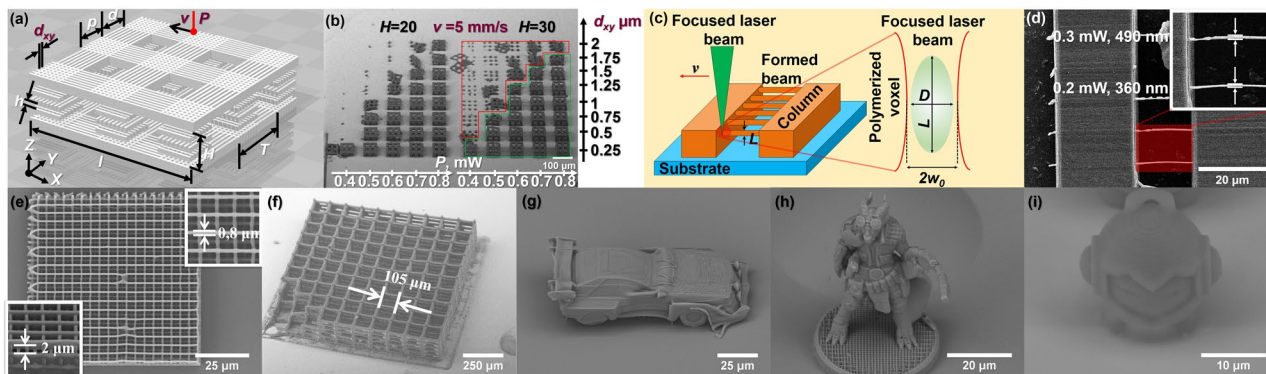 (a)
d_xy
p
d
v
P
h
Z
Y
X
l
H
T
(b)
H=20
v=5 mm/s
H=30
d_xy µm
2
1.75
1.5
1.25
1
0.75
0.5
0.25
100 µm
P, mW
0.4 0.5 0.6 0.7 0.8 0.4 0.5 0.6 0.7 0.8
(c)
Focused laser
beam
Focused laser
beam
v
Formed
beam
Column
L
Substrate
Polymerized
voxel
D
L
2w₀
(d)
0.3 mW, 490 nm
0.2 mW, 360 nm
20 µm
(e)
0,8 µm
2 µm
25 µm
(f)
105 µm
250 µm
(g)
25 µm
(h)
20 µm
(i)
10 µm